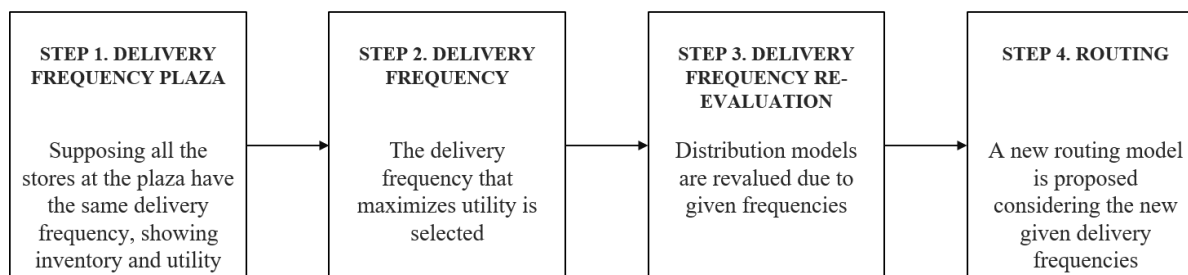 STEP 1. DELIVERY
FREQUENCY PLAZA
Supposing all the
stores at the plaza have
the same delivery
frequency, showing
inventory and utility
STEP 2. DELIVERY
FREQUENCY
The delivery
frequency that
maximizes utility is
selected
STEP 3. DELIVERY
FREQUENCY RE-
EVALUATION
Distribution models
are revalued due to
given frequencies
STEP 4. ROUTING
A new routing model
is proposed
considering the new
given delivery
frequencies